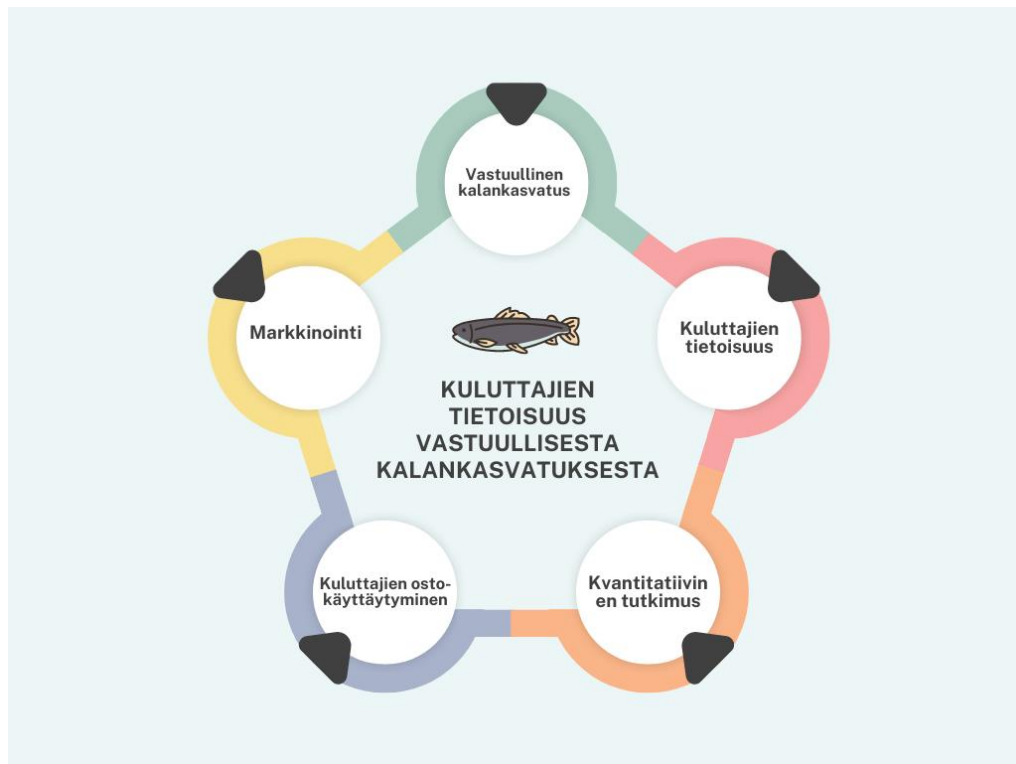 Vastuullinen
kalankasvatus
Markkinointi
Kuluttajien
tietoisuus
KULUTTAJIEN
TIETOISUUS
VASTUULLISESTA
KALANKASVATUKSESTA
Kuluttajien osto-
käyttäytyminen
Kvantitatiivin
en tutkimus